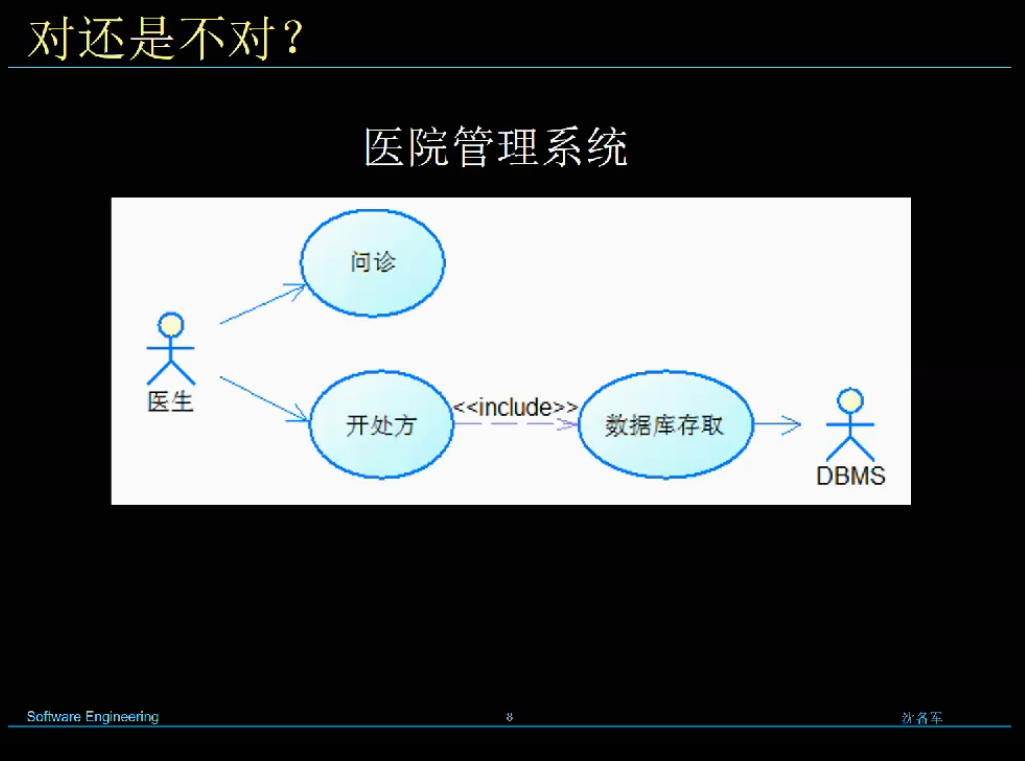 对还是不对？
医院管理系统
问诊
医生
开处方
<<include>>
数据库存取
DBMS
Software Engineering
8
沈备军